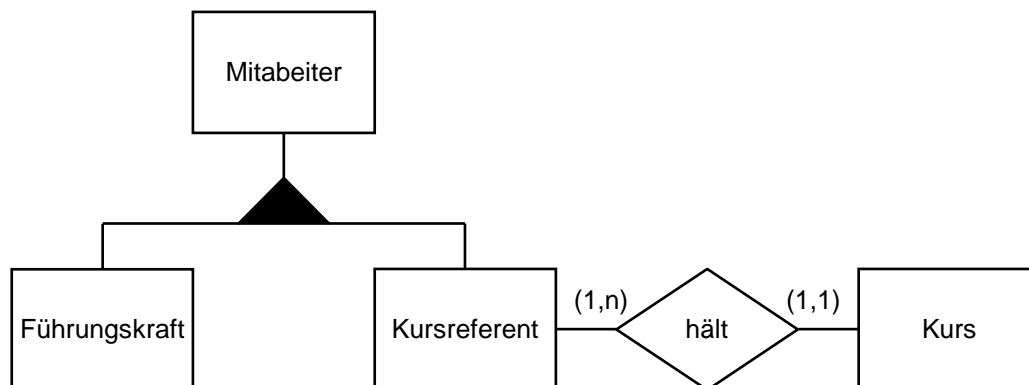 Mitabeiter
Führungskraft
Kursreferent
(1,n)
hält
(1,1)
Kurs